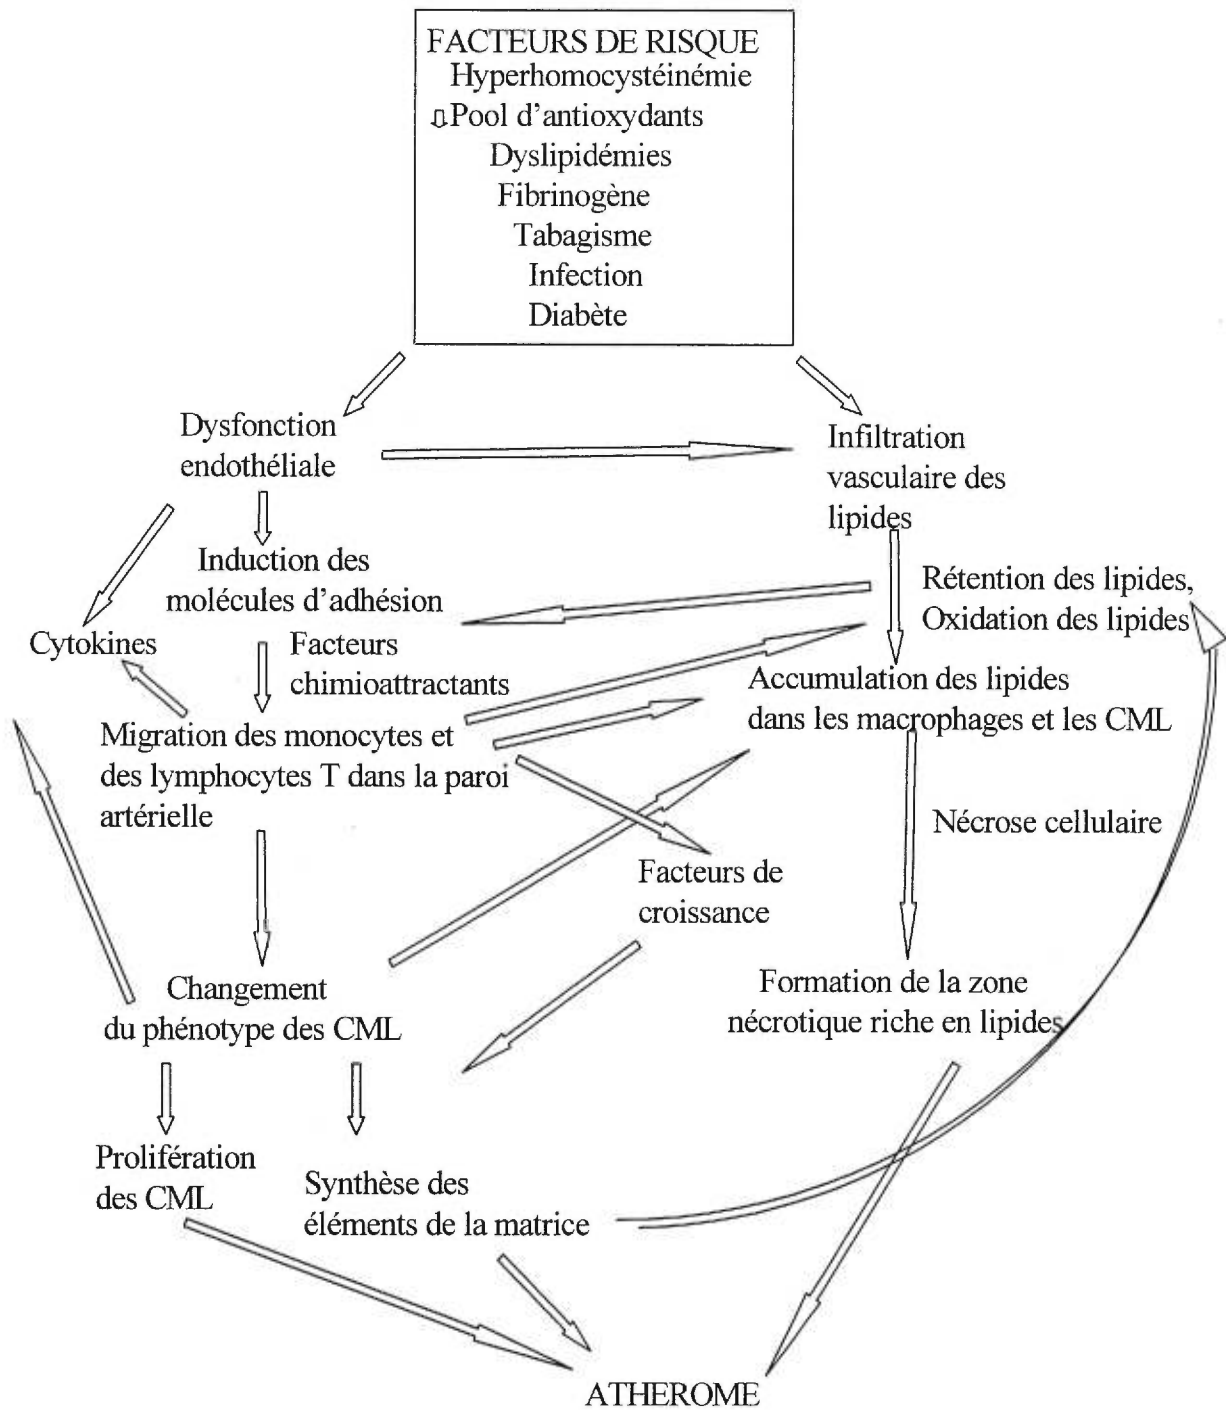 FACTEURS DE RISQUE
Hyperhomocystéinémie
⇩Pool d'antioxydants
Dyslipidémies
Fibrinogène
Tabagisme
Infection
Diabète
Dysfonction
endothéliale
Infiltration
vasculaire des
lipides
Induction des
molécules d'adhésion
Rétention des lipides,
Oxydation des lipides
Cytokines
Facteurs
chimioattractants
Accumulation des lipides
dans les macrophages et les CML
Migration des monocytes et
des lymphocytes T dans la paroi
artérielle
Nécrose cellulaire
Facteurs de
croissance
Changement
du phénotype des CML
Formation de la zone
nécrotique riche en lipides
Prolifération
des CML
Synthèse des
éléments de la matrice
ATHEROME